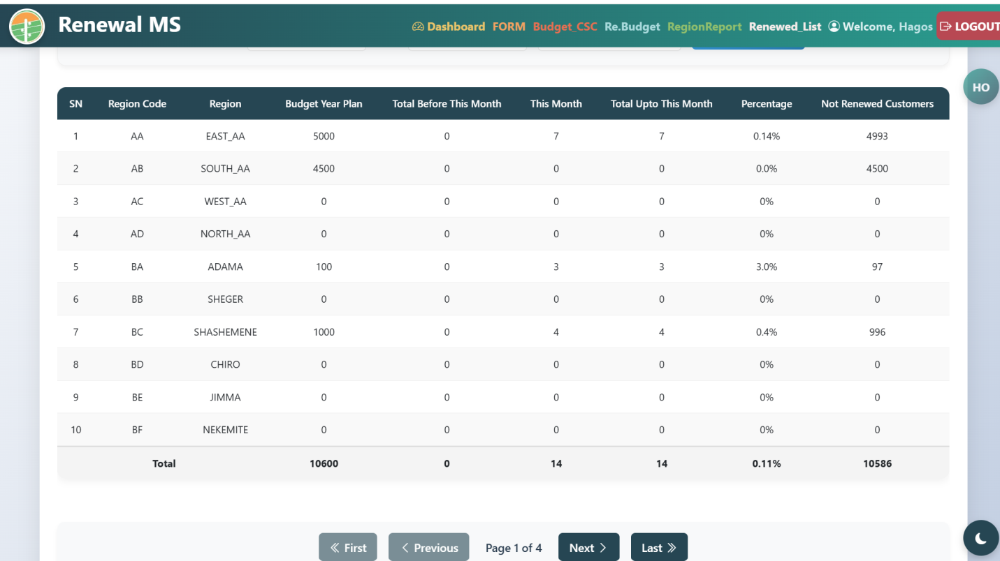 Renewal MS
Dashboard FORM Budget_CSC Re.Budget RegionReport Renewed_List Welcome, Hagos LOGOUT
HO
SN Region Code Region Budget Year Plan Total Before This Month This Month Total Upto This Month Percentage Not Renewed Customers
1 AA EAST_AA 5000 0 7 7 0.14% 4993
2 AB SOUTH_AA 4500 0 0 0 0.0% 4500
3 AC WEST_AA 0 0 0 0 0% 0
4 AD NORTH_AA 0 0 0 0 0% 0
5 BA ADAMA 100 0 3 3 3.0% 97
6 BB SHEGER 0 0 0 0 0% 0
7 BC SHASHEMENE 1000 0 4 4 0.4% 996
8 BD CHIRO 0 0 0 0 0% 0
9 BE JIMMA 0 0 0 0 0% 0
10 BF NEKEMITE 0 0 0 0 0% 0
Total 10600 0 14 14 0.11% 10586
First Previous Page 1 of 4 Next Last